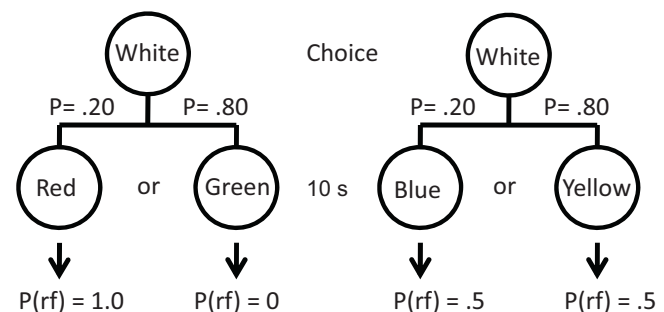 White Choice White
P= .20 P= .80 P= .20 P= .80
Red or Green 10 s Blue or Yellow
P(rf) = 1.0 P(rf) = 0 P(rf) = .5 P(rf) = .5